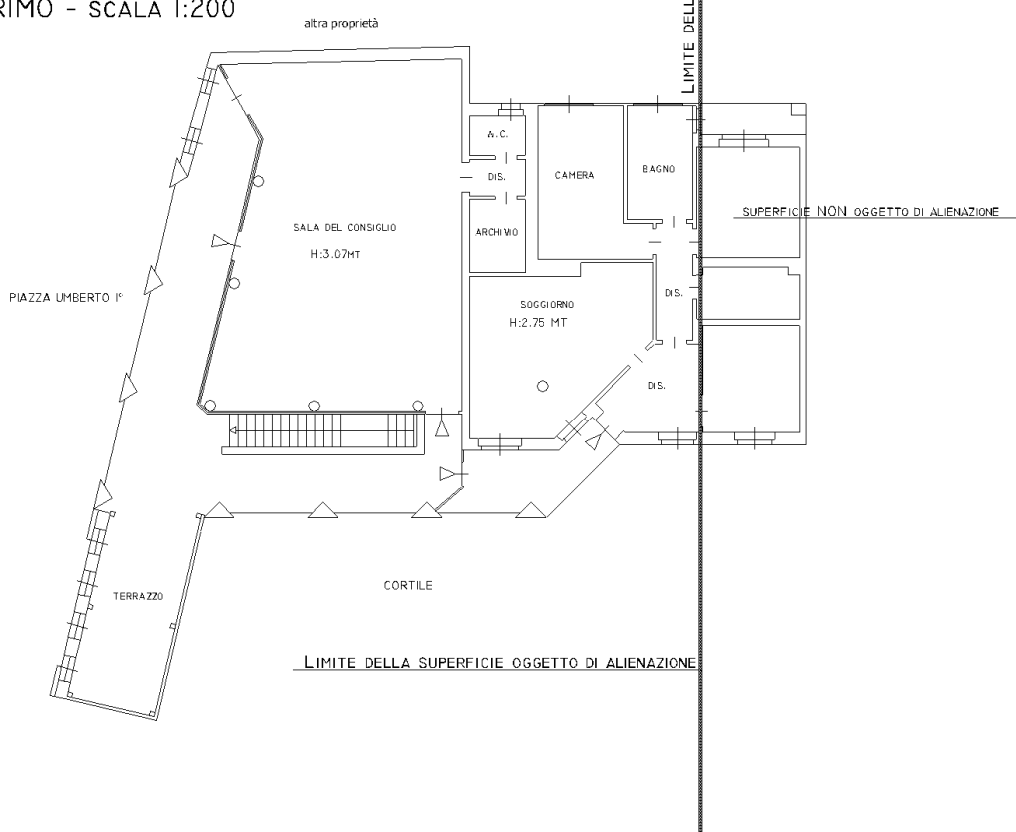 RIMO - SCALA 1:200
altra proprietà
LIMITE DELL
A.C.
DIS.
CAMERA
BAGNO
SUPERFICIE NON OGGETTO DI ALIENAZIONE
SALA DEL CONSIGLIO
H:3.07MT
ARCHIVIO
PIAZZA UMBERTO I°
SOGGIORNO
H:2.75 MT
DIS.
DIS.
CORTILE
TERRAZZO
LIMITE DELLA SUPERFICIE OGGETTO DI ALIENAZIONE